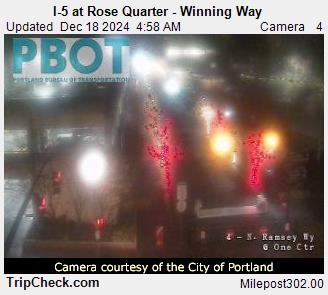 I-5 at Rose Quarter - Winning Way
Updated Dec 18 2024 4:58 AM Camera 4
PBOT
PORTLAND BUREAU OF TRANSPORTATION
4 - N. Ramsey Wy
@ One Ctr
Camera courtesy of the City of Portland
TripCheck.com Milepost302.00